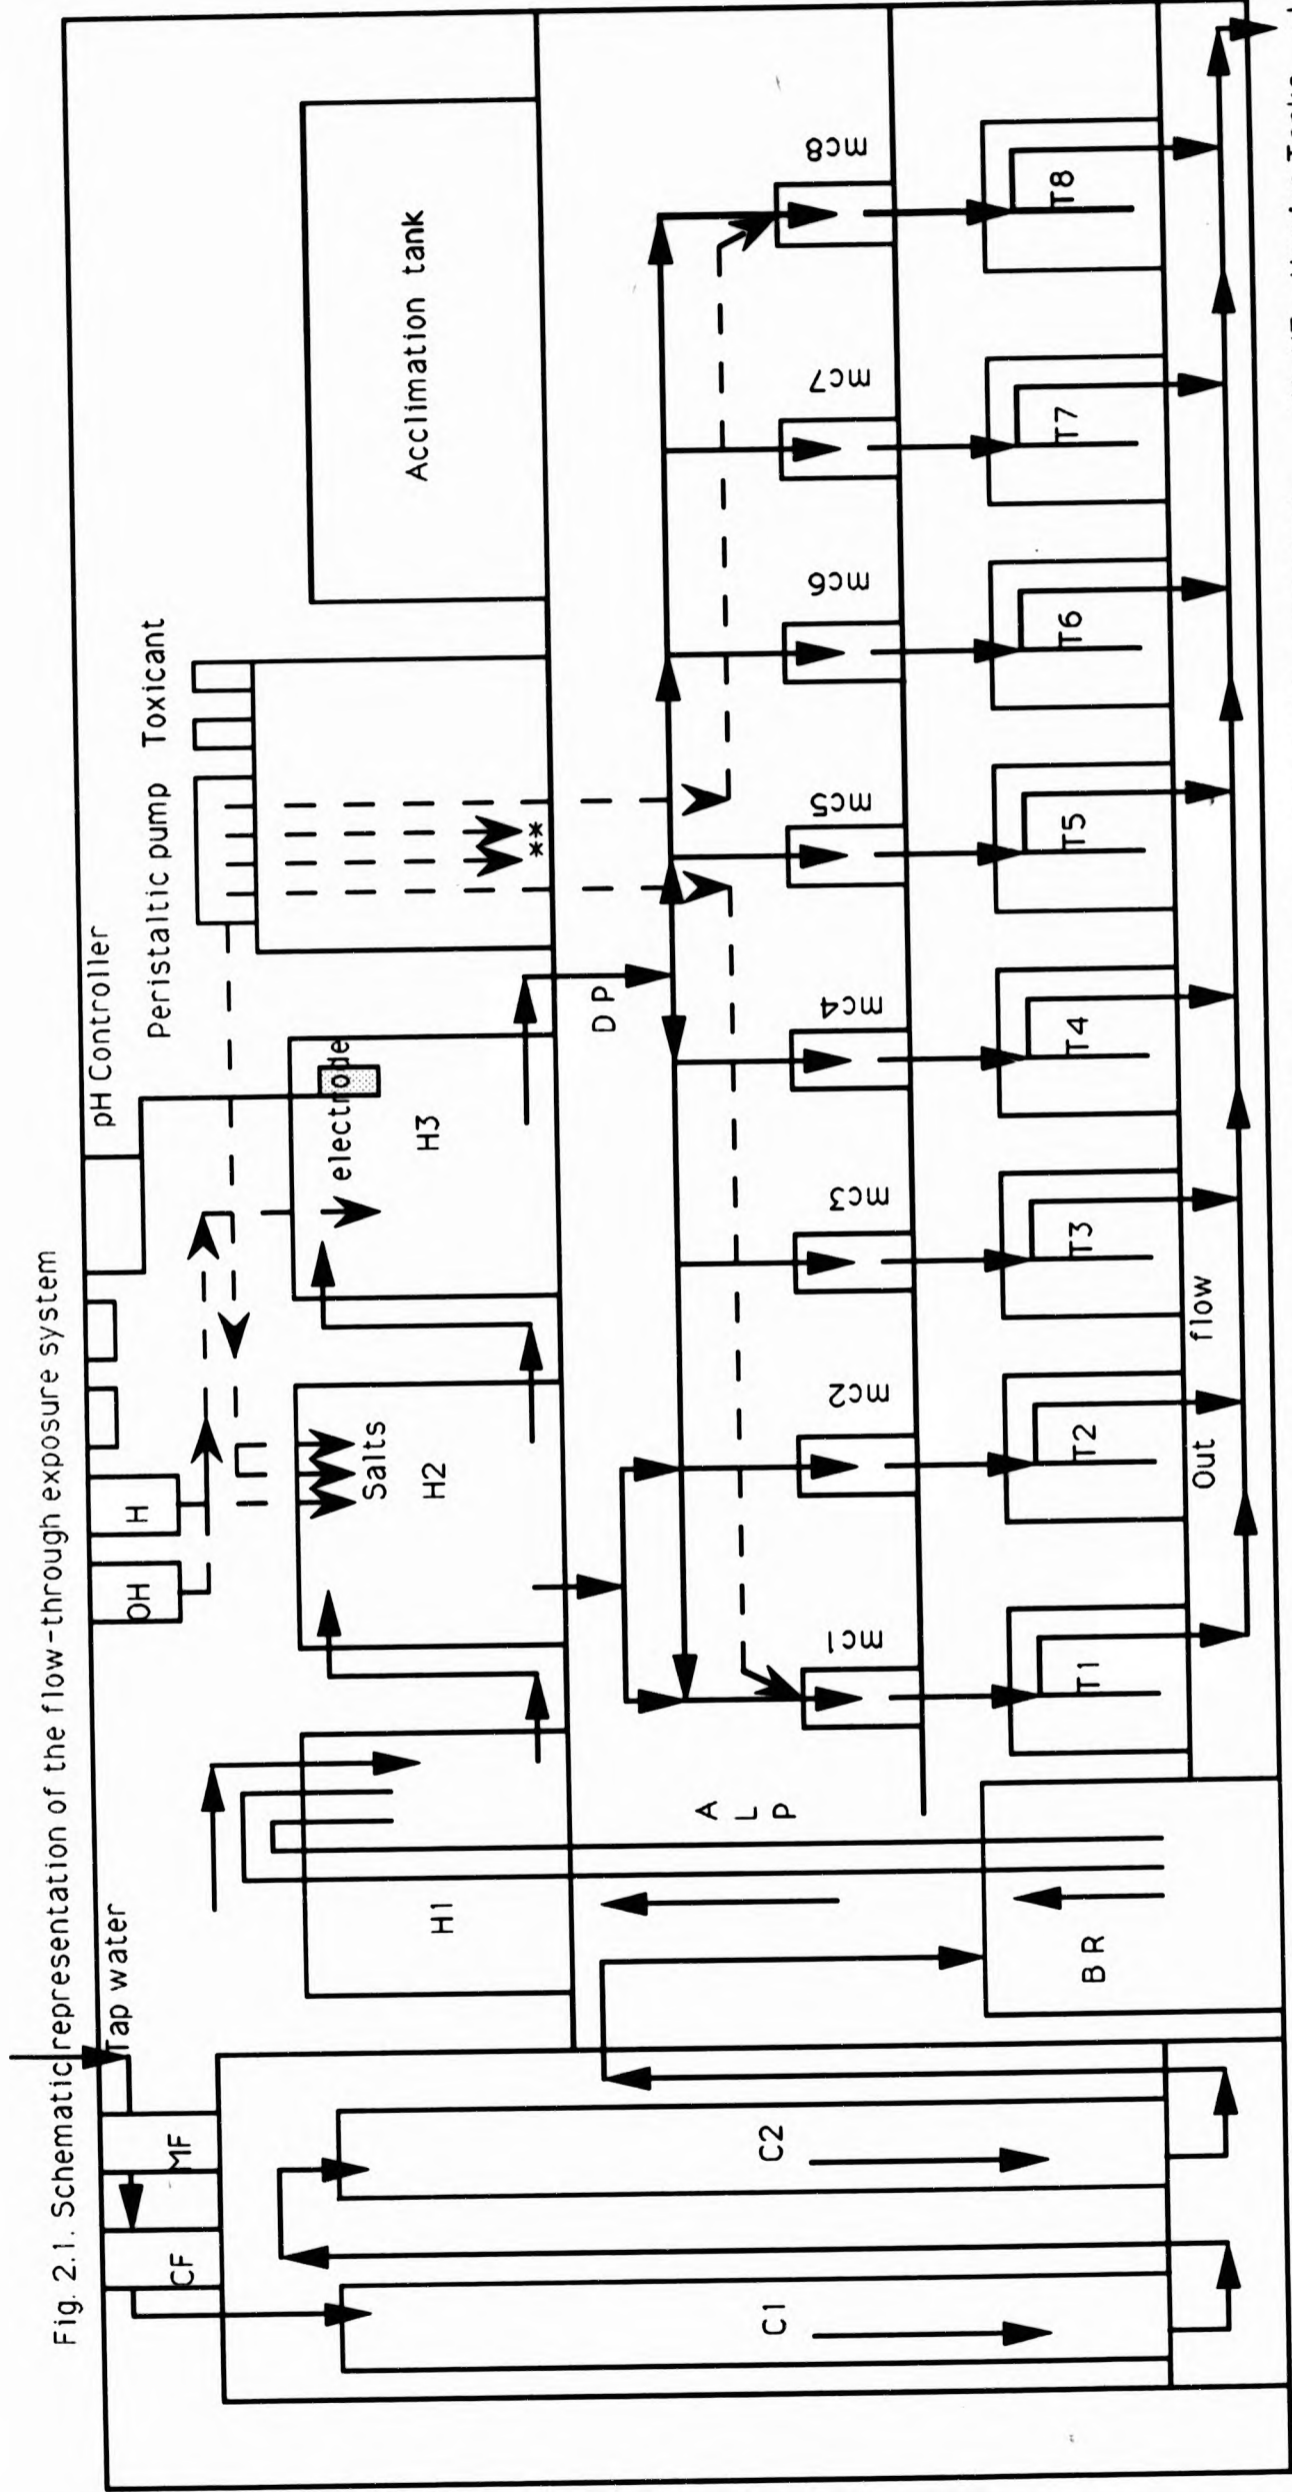 Fig. 2.1. Schematic representation of the flow-through exposure system
Tap water
pH Controller
MF
CF
OH
H
Peristaltic pump
Toxicant
electrode
Salts
H1
H2
H3
**
Acclimation tank
C1
C2
A
L
P
D P
mc1
mc2
mc3
mc4
mc5
mc6
mc7
mc8
B R
T1
T2
T3
T4
T5
T6
T7
T8
Out flow